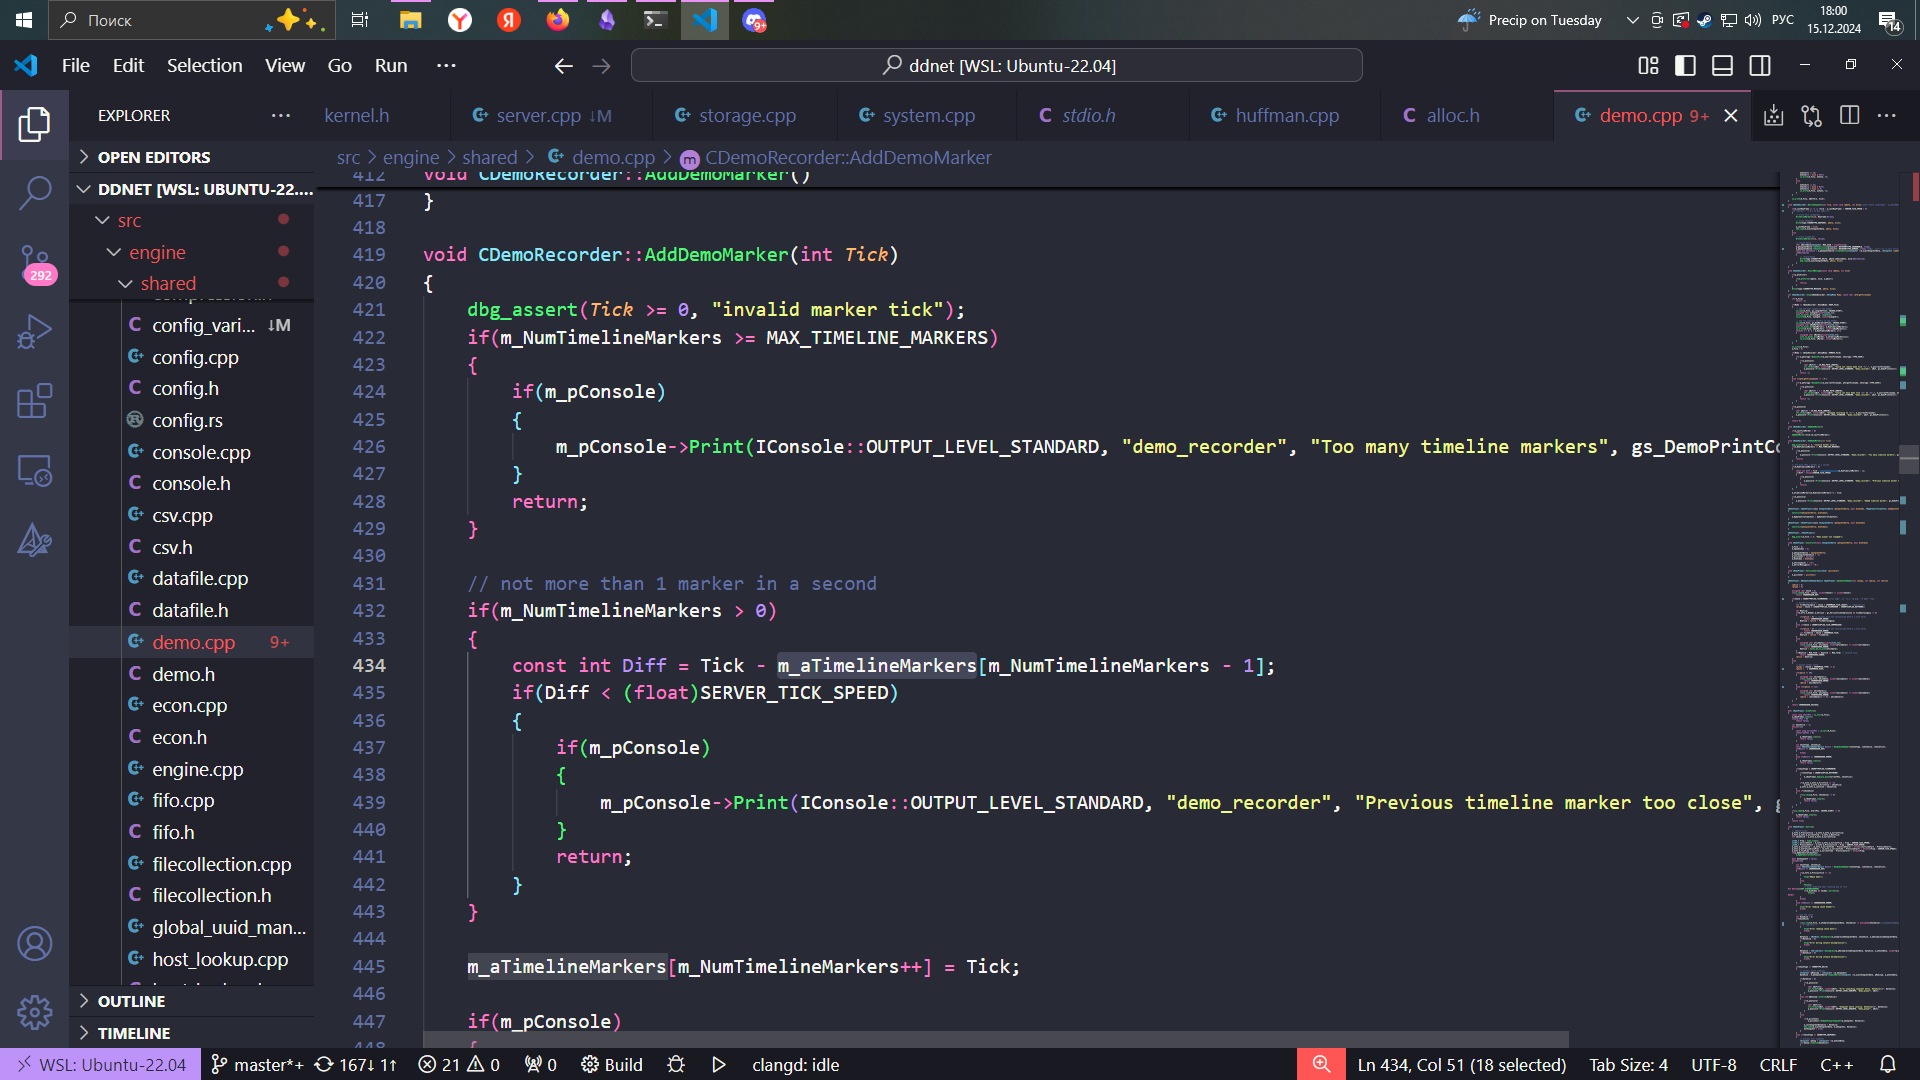 Поиск
9+
Precip on Tuesday
РУС
18:00
15.12.2024
14
File Edit Selection View Go Run ···
ddnet [WSL: Ubuntu-22.04]
EXPLORER ···
kernel.h
server.cpp ↓M
storage.cpp
system.cpp
stdio.h
huffman.cpp
alloc.h
demo.cpp 9+
OPEN EDITORS
DDNET [WSL: UBUNTU-22....
src
engine
shared
config_vari... ↓M
config.cpp
config.h
config.rs
console.cpp
console.h
csv.cpp
csv.h
datafile.cpp
datafile.h
demo.cpp 9+
demo.h
econ.cpp
econ.h
engine.cpp
fifo.cpp
fifo.h
filecollection.cpp
filecollection.h
global_uuid_man...
host_lookup.cpp
OUTLINE
TIMELINE
292
src > engine > shared > demo.cpp > CDemoRecorder::AddDemoMarker
412 void CDemoRecorder::AddDemoMarker()
417 }
418
419 void CDemoRecorder::AddDemoMarker(int Tick)
420 {
421 dbg_assert(Tick >= 0, "invalid marker tick");
422 if(m_NumTimelineMarkers >= MAX_TIMELINE_MARKERS)
423 {
424 if(m_pConsole)
425 {
426 m_pConsole->Print(IConsole::OUTPUT_LEVEL_STANDARD, "demo_recorder", "Too many timeline markers", gs_DemoPrintCo
427 }
428 return;
429 }
430
431 // not more than 1 marker in a second
432 if(m_NumTimelineMarkers > 0)
433 {
434 const int Diff = Tick - m_aTimelineMarkers[m_NumTimelineMarkers - 1];
435 if(Diff < (float)SERVER_TICK_SPEED)
436 {
437 if(m_pConsole)
438 {
439 m_pConsole->Print(IConsole::OUTPUT_LEVEL_STANDARD, "demo_recorder", "Previous timeline marker too close", g
440 }
441 return;
442 }
443 }
444
445 m_aTimelineMarkers[m_NumTimelineMarkers++] = Tick;
446
447 if(m_pConsole)
448 {
WSL: Ubuntu-22.04 master*+ 167↓ 1↑ 21 0 0 Build clangd: idle Ln 434, Col 51 (18 selected) Tab Size: 4 UTF-8 CRLF C++